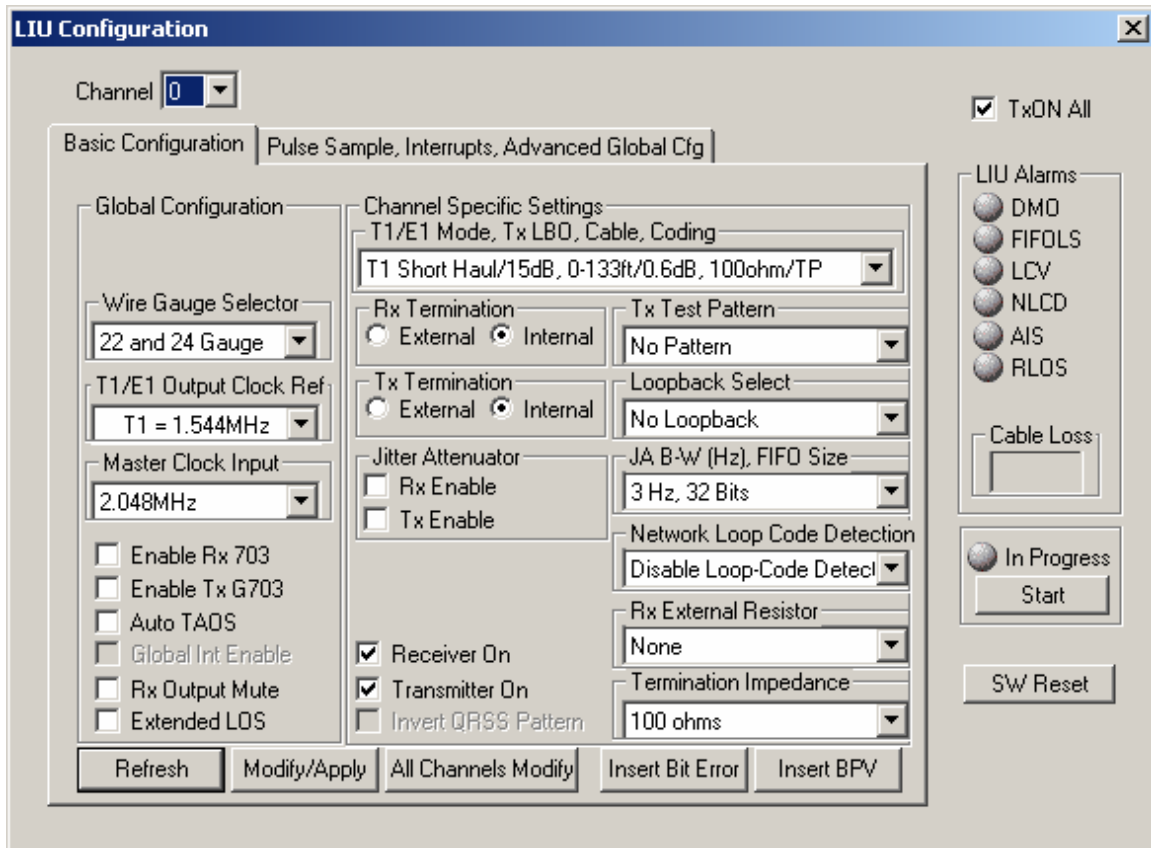 LIU Configuration
Channel 0
TxON All
Basic Configuration
Pulse Sample, Interrupts, Advanced Global Cfg
Global Configuration
Wire Gauge Selector
22 and 24 Gauge
T1/E1 Output Clock Ref
T1 = 1.544MHz
Master Clock Input
2.048MHz
Enable Rx 703
Enable Tx G703
Auto TAOS
Global Int Enable
Rx Output Mute
Extended LOS
Channel Specific Settings
T1/E1 Mode, Tx LBO, Cable, Coding
T1 Short Haul/15dB, 0-133ft/0.6dB, 100ohm/TP
Rx Termination
External Internal
Tx Termination
External Internal
Jitter Attenuator
Rx Enable
Tx Enable
Receiver On
Transmitter On
Invert QRSS Pattern
Tx Test Pattern
No Pattern
Loopback Select
No Loopback
JA B-W (Hz), FIFO Size
3 Hz, 32 Bits
Network Loop Code Detection
Disable Loop-Code Detect
Rx External Resistor
None
Termination Impedance
100 ohms
Refresh
Modify/Apply
All Channels Modify
Insert Bit Error
Insert BPV
LIU Alarms
DMO
FIFOLS
LCV
NLCD
AIS
RLOS
Cable Loss
In Progress
Start
SW Reset